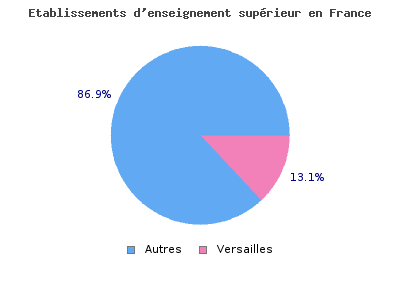 Etablissements d’enseignement supérieur en France
86.9%
13.1%
Autres
Versailles